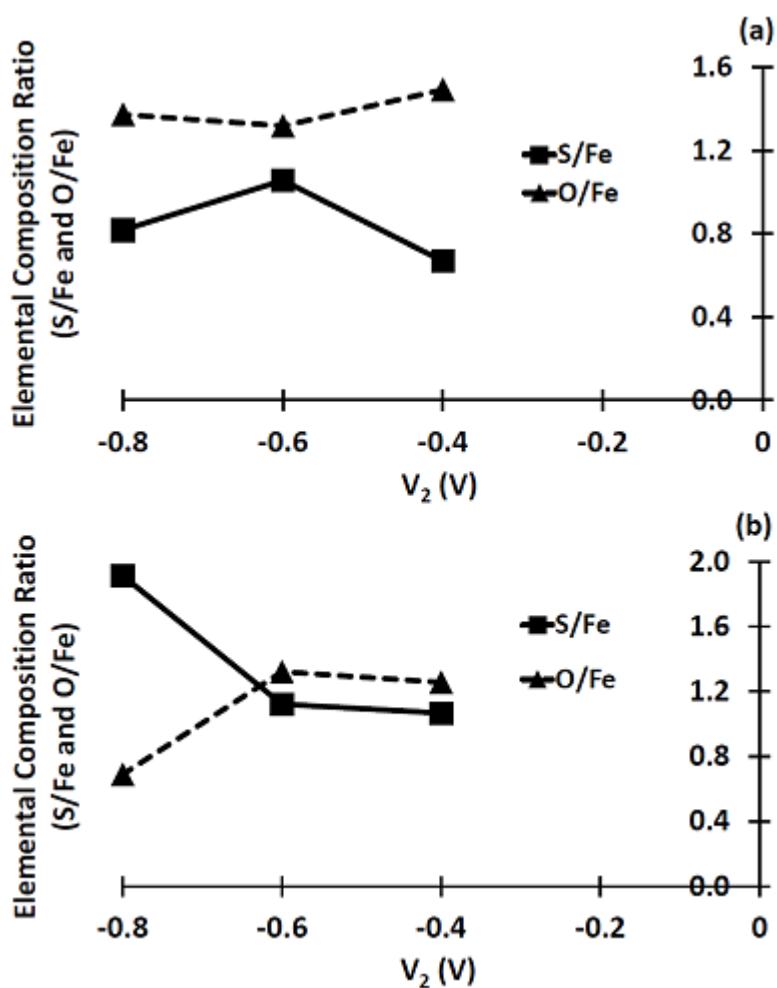 (a)
Elemental Composition Ratio
(S/Fe and O/Fe)
1.6
1.2
0.8
0.4
0.0
S/Fe
O/Fe
-0.8 -0.6 -0.4 -0.2 0
V₂ (V)
(b)
Elemental Composition Ratio
(S/Fe and O/Fe)
2.0
1.6
1.2
0.8
0.4
0.0
S/Fe
O/Fe
-0.8 -0.6 -0.4 -0.2 0
V₂ (V)